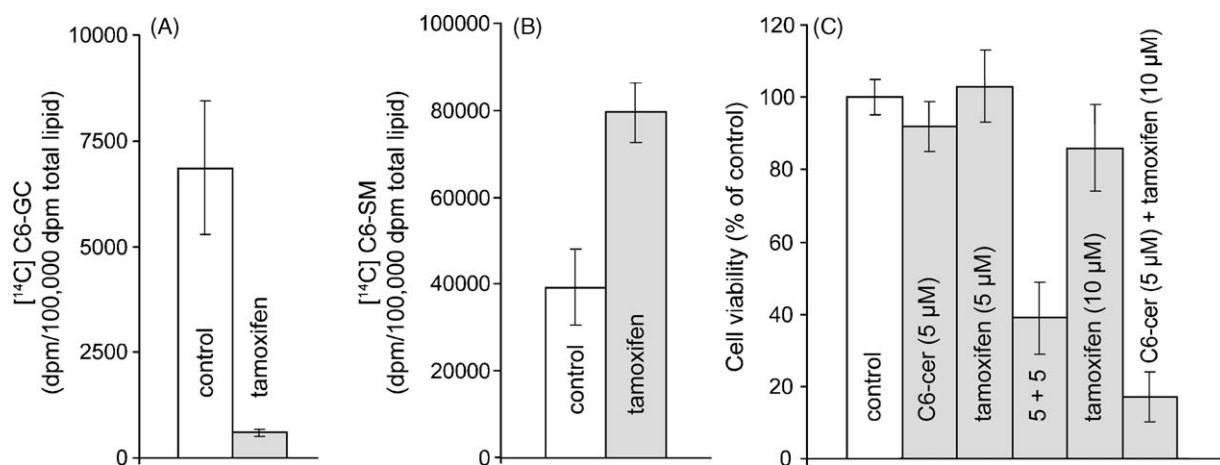 (A)
[¹⁴C] C6-GC
(dpm/100,000 dpm total lipid)
10000
7500
5000
2500
0
control
tamoxifen
(B)
[¹⁴C] C6-SM
(dpm/100,000 dpm total lipid)
100000
80000
60000
40000
20000
0
control
tamoxifen
(C)
Cell viability (% of control)
120
100
80
60
40
20
0
control
C6-cer (5 µM)
tamoxifen (5 µM)
5 + 5
tamoxifen (10 µM)
C6-cer (5 µM) + tamoxifen (10 µM)